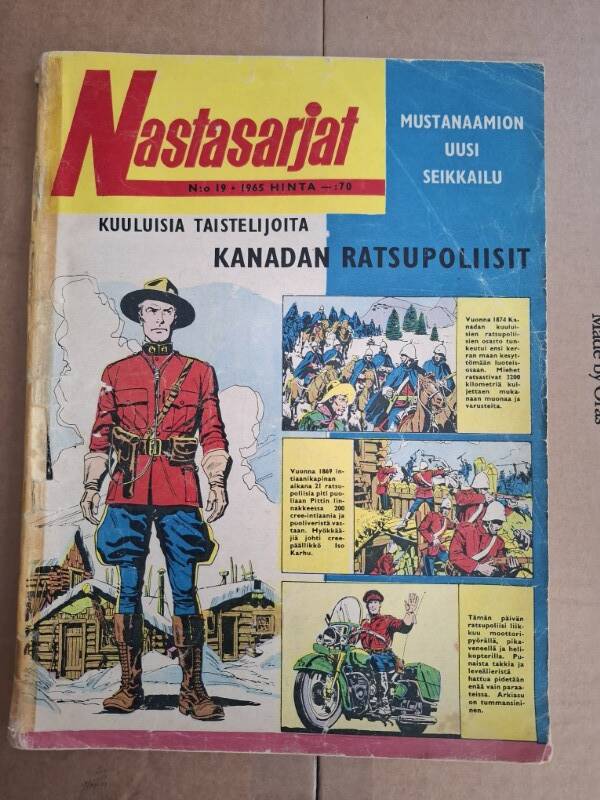 Nastasarjat
N:o 19 • 1965 HINTA —:70
MUSTANAAMION
UUSI
SEIKKAILU
KUULUISIA TAISTELIJOITA
KANADAN RATSUPOLIISIT
Vuonna 1874 Ka-
nadan kuului-
sien ratsupolii-
sien osasto tun-
keutui ensi ker-
ran maan kesyt-
tömään luoteis-
osaan. Miehet
ratsastivat 3200
kilometriä kul-
jettaen muka-
naan muonaa ja
varusteita.
Vuonna 1869 in-
tiaanikapinan
aikana 21 ratsu-
poliisia piti puo-
liaan Pittin lin-
nakkeessa 200
cree-intiaania ja
puoliveristä vas-
taan. Hyökkää-
jiä johti cree-
päällikkö Iso
Karhu.
Tämän päivän
ratsupoliisi liik-
kuu moottori-
pyörällä, pika-
veneellä ja heli-
kopterilla. Pu-
naista takkia ja
leveälieristä
hattua pidetään
enää vain paraa-
teissa. Arkiasu
on tummansini-
nen.
Made by Oras